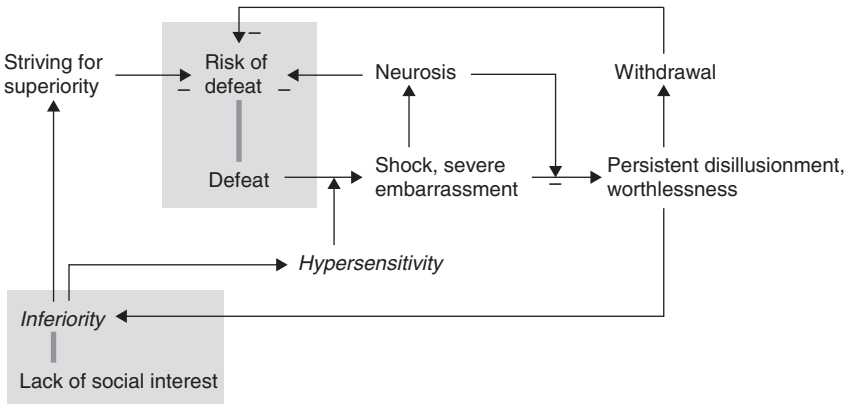 –
Striving for
superiority
–
Risk of
defeat
–
Neurosis
Withdrawal
Defeat
Shock, severe
embarrassment
–
Persistent disillusionment,
worthlessness
Hypersensitivity
Inferiority
Lack of social interest